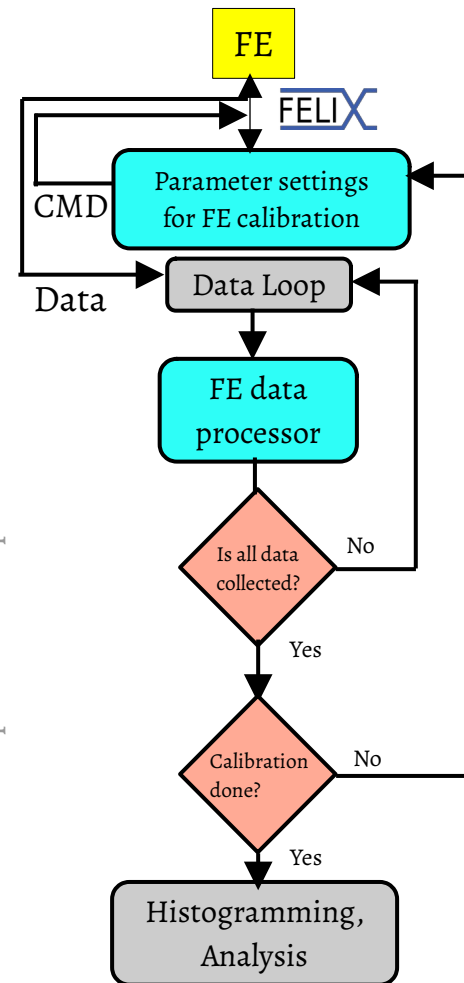 FE
FELIX
Parameter settings
for FE calibration
CMD
Data Loop
Data
FE data
processor
Is all data
collected?
No
Yes
Calibration
done?
No
Yes
Histogramming,
Analysis